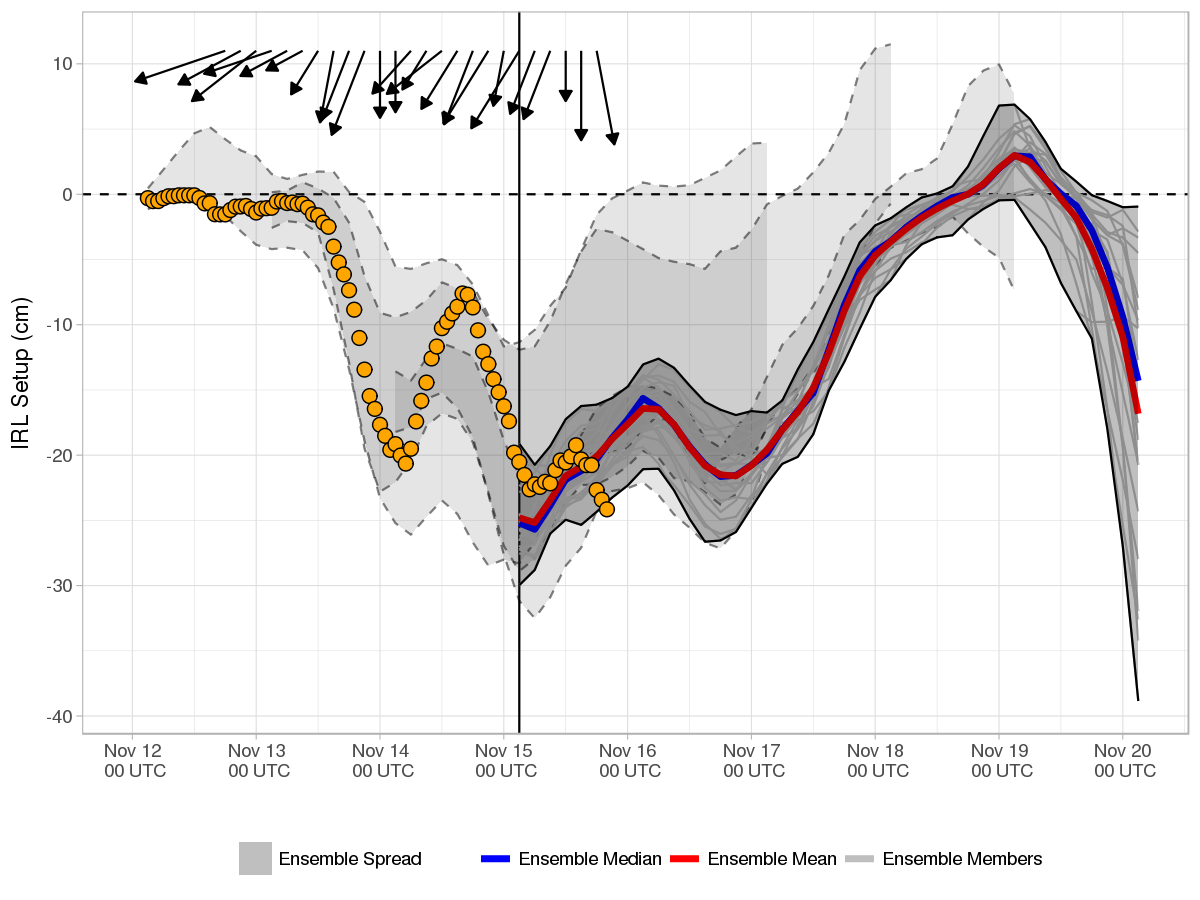 IRL Setup (cm)
10
0
-10
-20
-30
-40
Nov 12 Nov 13 Nov 14 Nov 15 Nov 16 Nov 17 Nov 18 Nov 19 Nov 20
00 UTC 00 UTC 00 UTC 00 UTC 00 UTC 00 UTC 00 UTC 00 UTC 00 UTC
Ensemble Spread Ensemble Median Ensemble Mean Ensemble Members